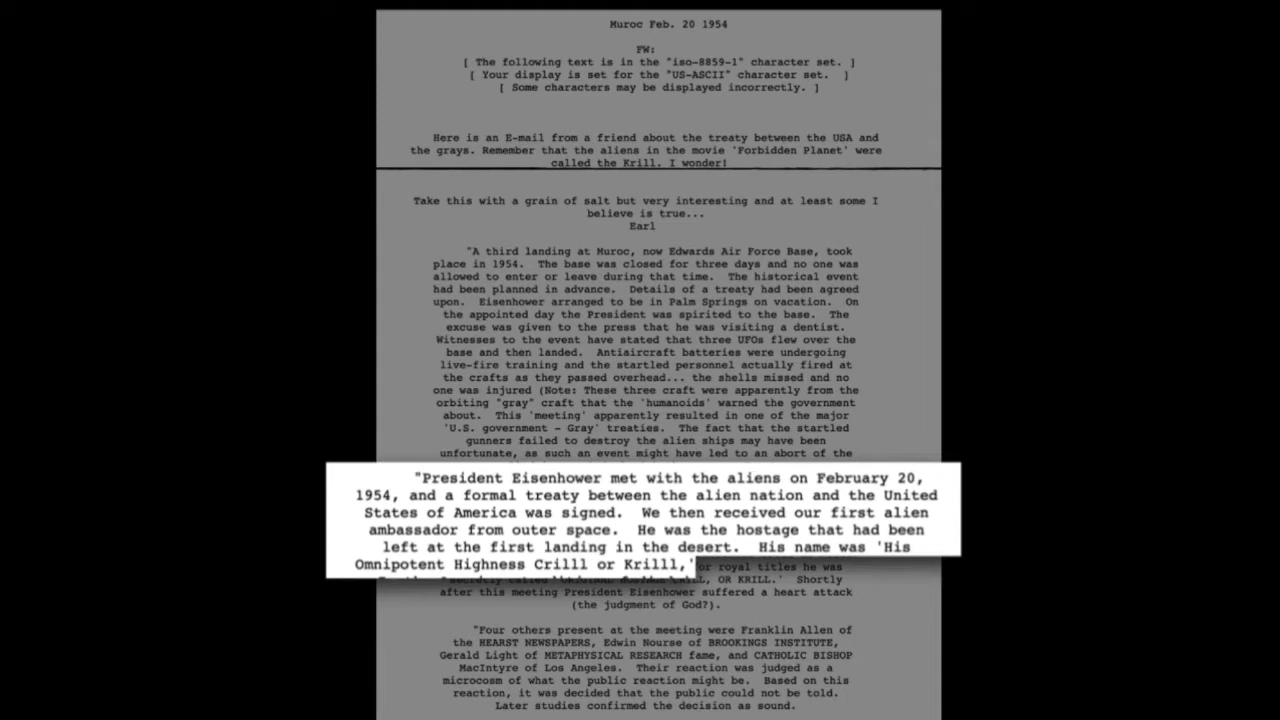 Muroc Feb. 20 1954
FW:
[ The following text is in the "iso-8859-1" character set. ]
[ Your display is set for the "US-ASCII" character set.  ]
[ Some characters may be displayed incorrectly. ]
Here is an E-mail from a friend about the treaty between the USA and
the grays. Remember that the aliens in the movie 'Forbidden Planet' were
called the Krill. I wonder!
Take this with a grain of salt but very interesting and at least some I
believe is true...
Earl
"A third landing at Muroc, now Edwards Air Force Base, took
place in 1954.  The base was closed for three days and no one was
allowed to enter or leave during that time.  The historical event
had been planned in advance.  Details of a treaty had been agreed
upon.  Eisenhower arranged to be in Palm Springs on vacation.  On
the appointed day the President was spirited to the base.  The
excuse was given to the press that he was visiting a dentist.
Witnesses to the event have stated that three UFOs flew over the
base and then landed.  Antiaircraft batteries were undergoing
live-fire training and the startled personnel actually fired at
the crafts as they passed overhead... the shells missed and no
one was injured (Note: These three craft were apparently from the
orbiting "gray" craft that the 'humanoids' warned the government
about.  This 'meeting' apparently resulted in one of the major
'U.S. government - Gray' treaties.  The fact that the startled
gunners failed to destroy the alien ships may have been
unfortunate, as such an event might have led to an abort of the
"President Eisenhower met with the aliens on February 20,
1954, and a formal treaty between the alien nation and the United
States of America was signed.  We then received our first alien
ambassador from outer space.  He was the hostage that had been
left at the first landing in the desert.  His name was 'His
Omnipotent Highness Crilll or Krilll,'
or royal titles he was
OR KRILL.'  Shortly
after this meeting President Eisenhower suffered a heart attack
(the judgment of God?).
"Four others present at the meeting were Franklin Allen of
the HEARST NEWSPAPERS, Edwin Nourse of BROOKINGS INSTITUTE,
Gerald Light of METAPHYSICAL RESEARCH fame, and CATHOLIC BISHOP
MacIntyre of Los Angeles.  Their reaction was judged as a
microcosm of what the public reaction might be.  Based on this
reaction, it was decided that the public could not be told.
Later studies confirmed the decision as sound.